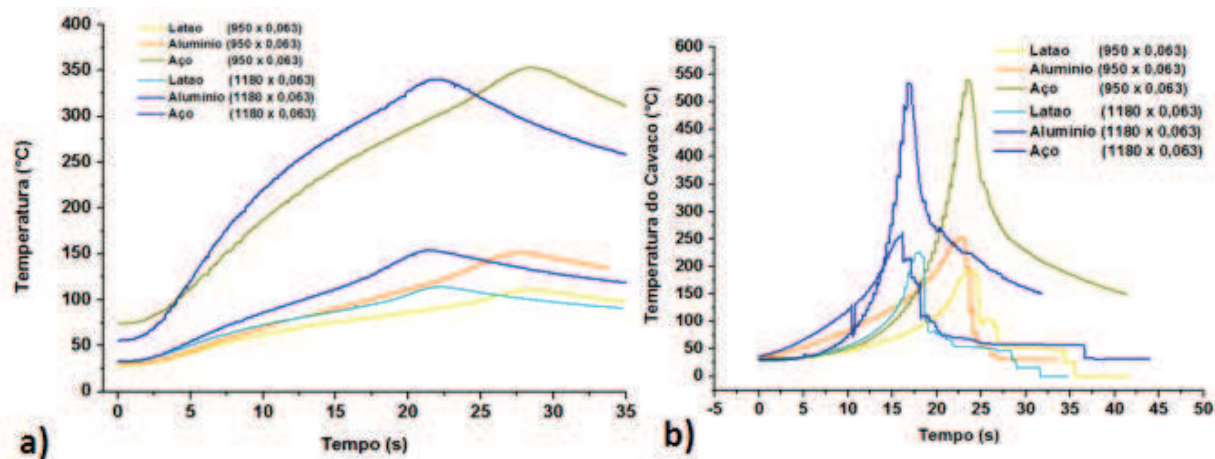 400
350
300
250
200
150
100
50
0
Temperatura (°C)
Latao (950 x 0,063)
Aluminio (950 x 0,063)
Aço (950 x 0,063)
Latao (1180 x 0,063)
Aluminio (1180 x 0,063)
Aço (1180 x 0,063)
0 5 10 15 20 25 30 35
Tempo (s)
a)
600
550
500
450
400
350
300
250
200
150
100
50
0
Temperatura do Cavaco (°C)
Latao (950 x 0,063)
Aluminio (950 x 0,063)
Aço (950 x 0,063)
Latao (1180 x 0,063)
Aluminio (1180 x 0,063)
Aço (1180 x 0,063)
-5 0 5 10 15 20 25 30 35 40 45 50
Tempo (s)
b)